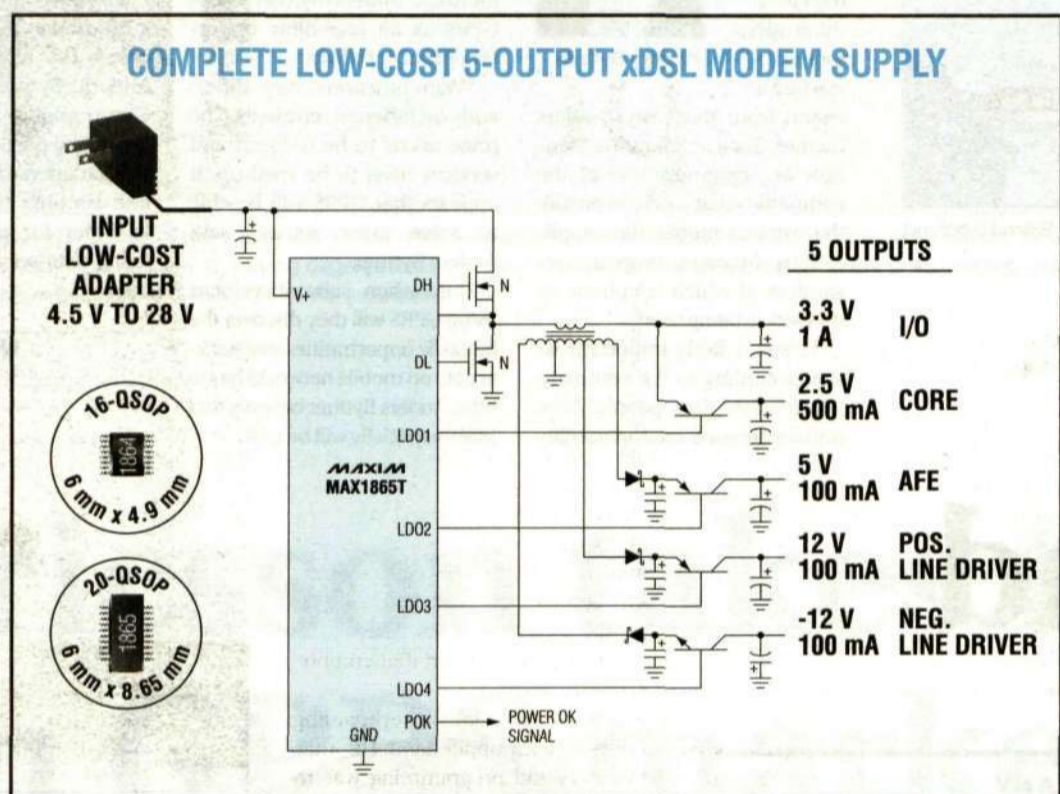 COMPLETE LOW-COST 5-OUTPUT xDSL MODEM SUPPLY
INPUT
LOW-COST
ADAPTER
4.5 V TO 28 V
16-QSOP
1864
6 mm x 4.9 mm
20-QSOP
1865
6 mm x 8.65 mm
V+
DH
N
DL
N
LDO1
MAXIM
MAX1865T
LDO2
LDO3
LDO4
POK
POWER OK
SIGNAL
GND
5 OUTPUTS
3.3 V
1 A
I/O
2.5 V
500 mA
CORE
5 V
100 mA
AFE
12 V
100 mA
POS.
LINE DRIVER
-12 V
100 mA
NEG.
LINE DRIVER